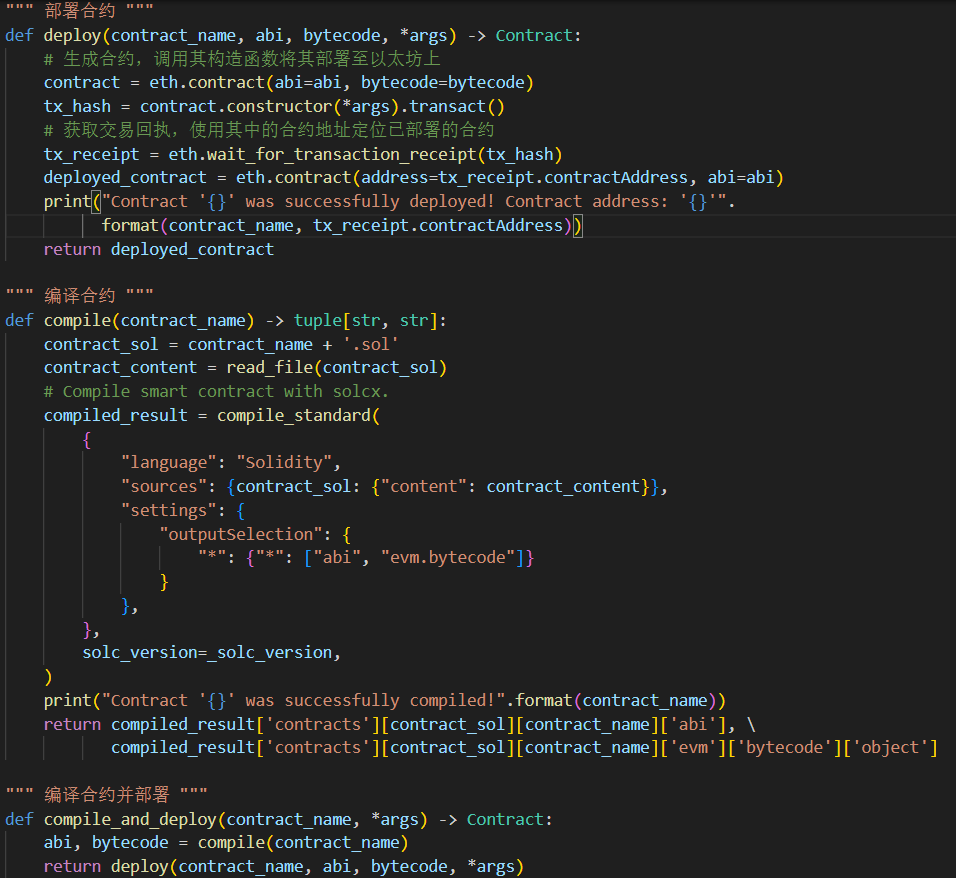 """ 部署合约 """
def deploy(contract_name, abi, bytecode, *args) -> Contract:
    # 生成合约，调用其构造函数将其部署至以太坊上
    contract = eth.contract(abi=abi, bytecode=bytecode)
    tx_hash = contract.constructor(*args).transact()
    # 获取交易回执，使用其中的合约地址定位已部署的合约
    tx_receipt = eth.wait_for_transaction_receipt(tx_hash)
    deployed_contract = eth.contract(address=tx_receipt.contractAddress, abi=abi)
    print("Contract '{}' was successfully deployed! Contract address: '{}'".
          format(contract_name, tx_receipt.contractAddress))
    return deployed_contract

""" 编译合约 """
def compile(contract_name) -> tuple[str, str]:
    contract_sol = contract_name + '.sol'
    contract_content = read_file(contract_sol)
    # Compile smart contract with solcx.
    compiled_result = compile_standard(
        {
            "language": "Solidity",
            "sources": {contract_sol: {"content": contract_content}},
            "settings": {
                "outputSelection": {
                    "*": {"*": ["abi", "evm.bytecode"]}
                }
            },
        },
        solc_version=_solc_version,
    )
    print("Contract '{}' was successfully compiled!".format(contract_name))
    return compiled_result['contracts'][contract_sol][contract_name]['abi'], \
           compiled_result['contracts'][contract_sol][contract_name]['evm']['bytecode']['object']

""" 编译合约并部署 """
def compile_and_deploy(contract_name, *args) -> Contract:
    abi, bytecode = compile(contract_name)
    return deploy(contract_name, abi, bytecode, *args)